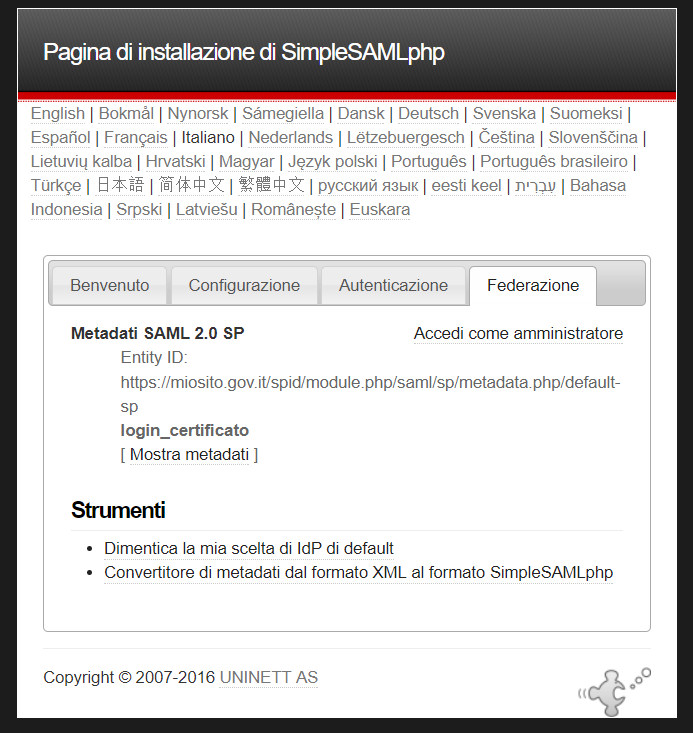 Pagina di installazione di SimpleSAMLphp
English | Bokmål | Nynorsk | Sámegiella | Dansk | Deutsch | Svenska | Suomeksi |
Español | Français | Italiano | Nederlands | Lëtzebuergesch | Čeština | Slovenščina |
Lietuvių kalba | Hrvatski | Magyar | Język polski | Português | Português brasileiro |
Türkçe | 日本語 | 简体中文 | 繁體中文 | русский язык | eesti keel | עִבְרִית | Bahasa
Indonesia | Srpski | Latviešu | Românește | Euskara
Benvenuto Configurazione Autenticazione Federazione
Metadati SAML 2.0 SP Accedi come amministratore
Entity ID:
https://miosito.gov.it/spid/module.php/saml/sp/metadata.php/default-
sp
login_certificato
[ Mostra metadati ]
Strumenti
• Dimentica la mia scelta di IdP di default
• Convertitore di metadati dal formato XML al formato SimpleSAMLphp
Copyright © 2007-2016 UNINETT AS